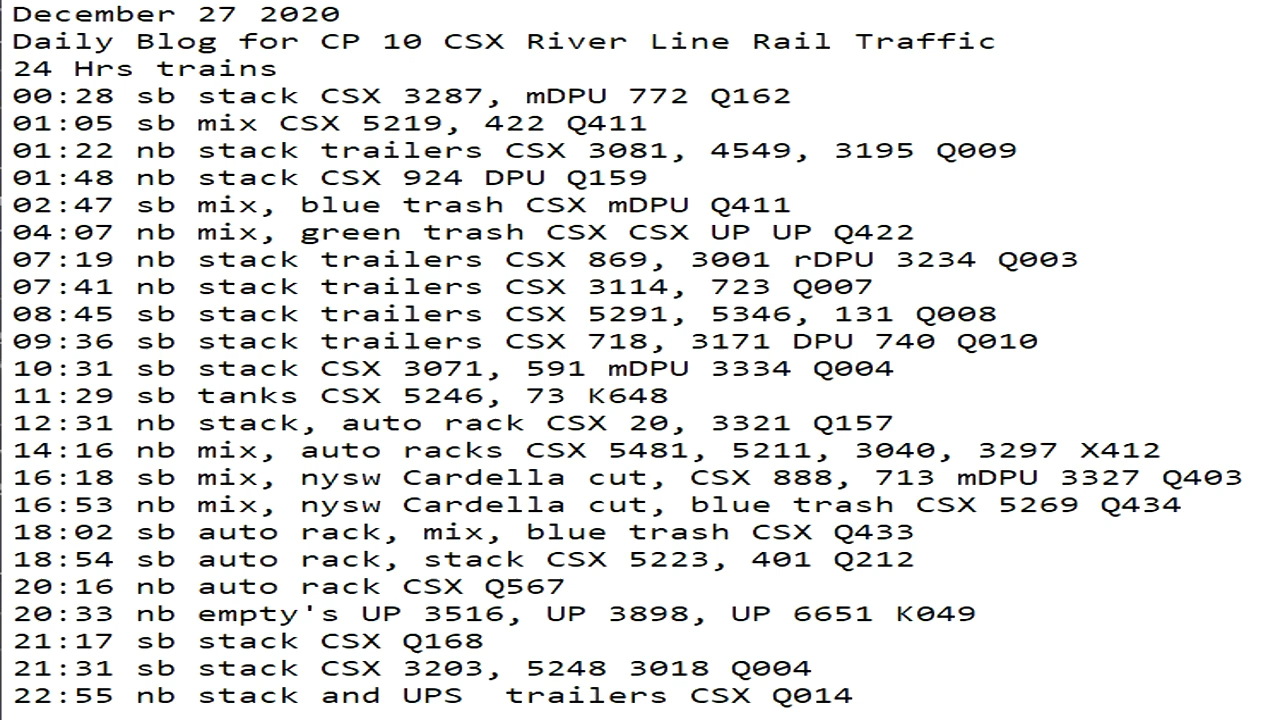 December 27 2020
Daily Blog for CP 10 CSX River Line Rail Traffic
24 Hrs trains
00:28 sb stack CSX 3287, mDPU 772 Q162
01:05 sb mix CSX 5219, 422 Q411
01:22 nb stack trailers CSX 3081, 4549, 3195 Q009
01:48 nb stack CSX 924 DPU Q159
02:47 sb mix, blue trash CSX mDPU Q411
04:07 nb mix, green trash CSX CSX UP UP Q422
07:19 nb stack trailers CSX 869, 3001 rDPU 3234 Q003
07:41 nb stack trailers CSX 3114, 723 Q007
08:45 sb stack trailers CSX 5291, 5346, 131 Q008
09:36 sb stack trailers CSX 718, 3171 DPU 740 Q010
10:31 sb stack CSX 3071, 591 mDPU 3334 Q004
11:29 sb tanks CSX 5246, 73 K648
12:31 nb stack, auto rack CSX 20, 3321 Q157
14:16 nb mix, auto racks CSX 5481, 5211, 3040, 3297 X412
16:18 sb mix, nysw Cardella cut, CSX 888, 713 mDPU 3327 Q403
16:53 nb mix, nysw Cardella cut, blue trash CSX 5269 Q434
18:02 sb auto rack, mix, blue trash CSX Q433
18:54 sb auto rack, stack CSX 5223, 401 Q212
20:16 nb auto rack CSX Q567
20:33 nb empty's UP 3516, UP 3898, UP 6651 K049
21:17 sb stack CSX Q168
21:31 sb stack CSX 3203, 5248 3018 Q004
22:55 nb stack and UPS  trailers CSX Q014